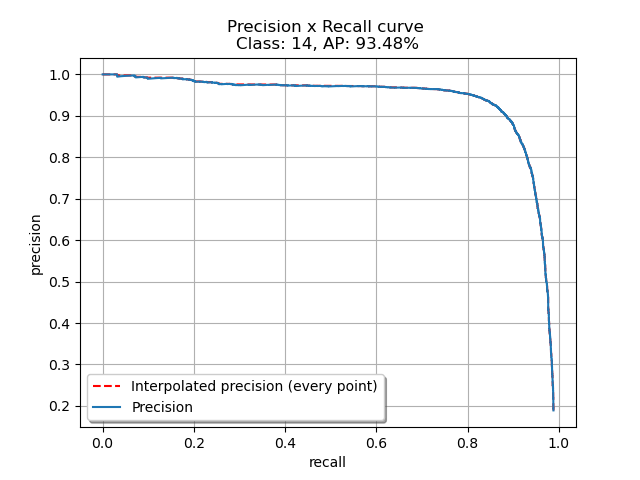 Precision x Recall curve
Class: 14, AP: 93.48%
1.0
0.9
0.8
0.7
0.6
0.5
0.4
0.3
0.2
precision
Interpolated precision (every point)
Precision
0.0 0.2 0.4 0.6 0.8 1.0
recall